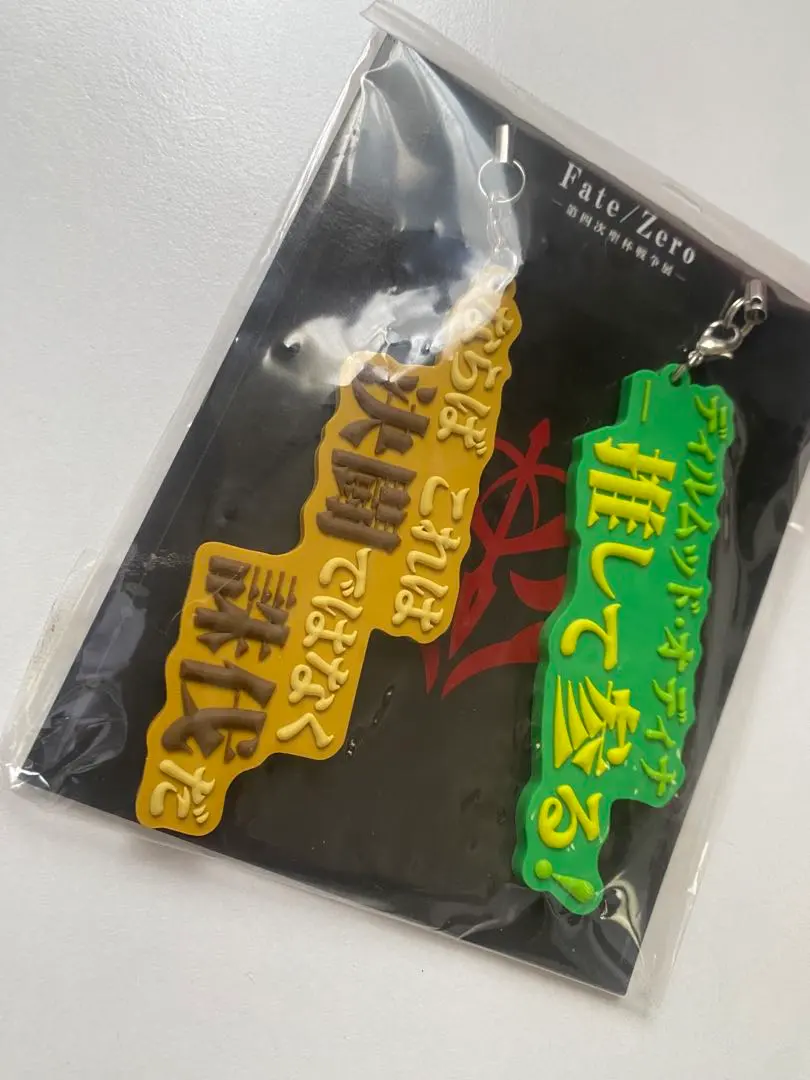 Fate/Zero
―第四次聖杯戦争展―
ならば これは
決闘ではなく
誅伐だ
ディルムッド・オディナ
一推して参る!